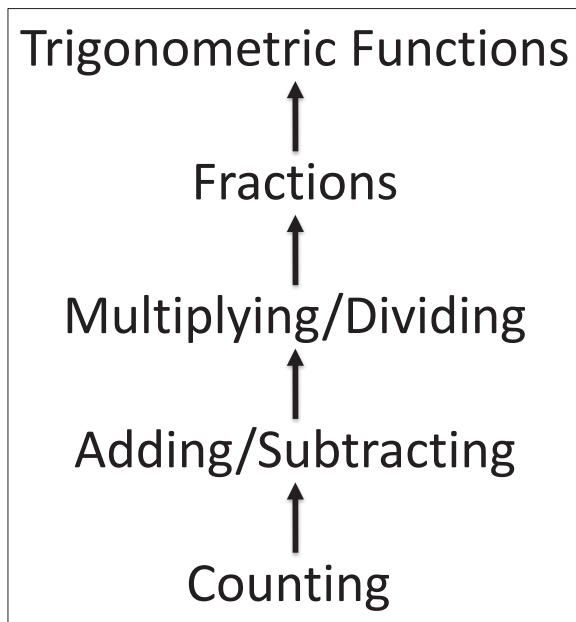 Trigonometric Functions
Fractions
Multiplying/Dividing
Adding/Subtracting
Counting